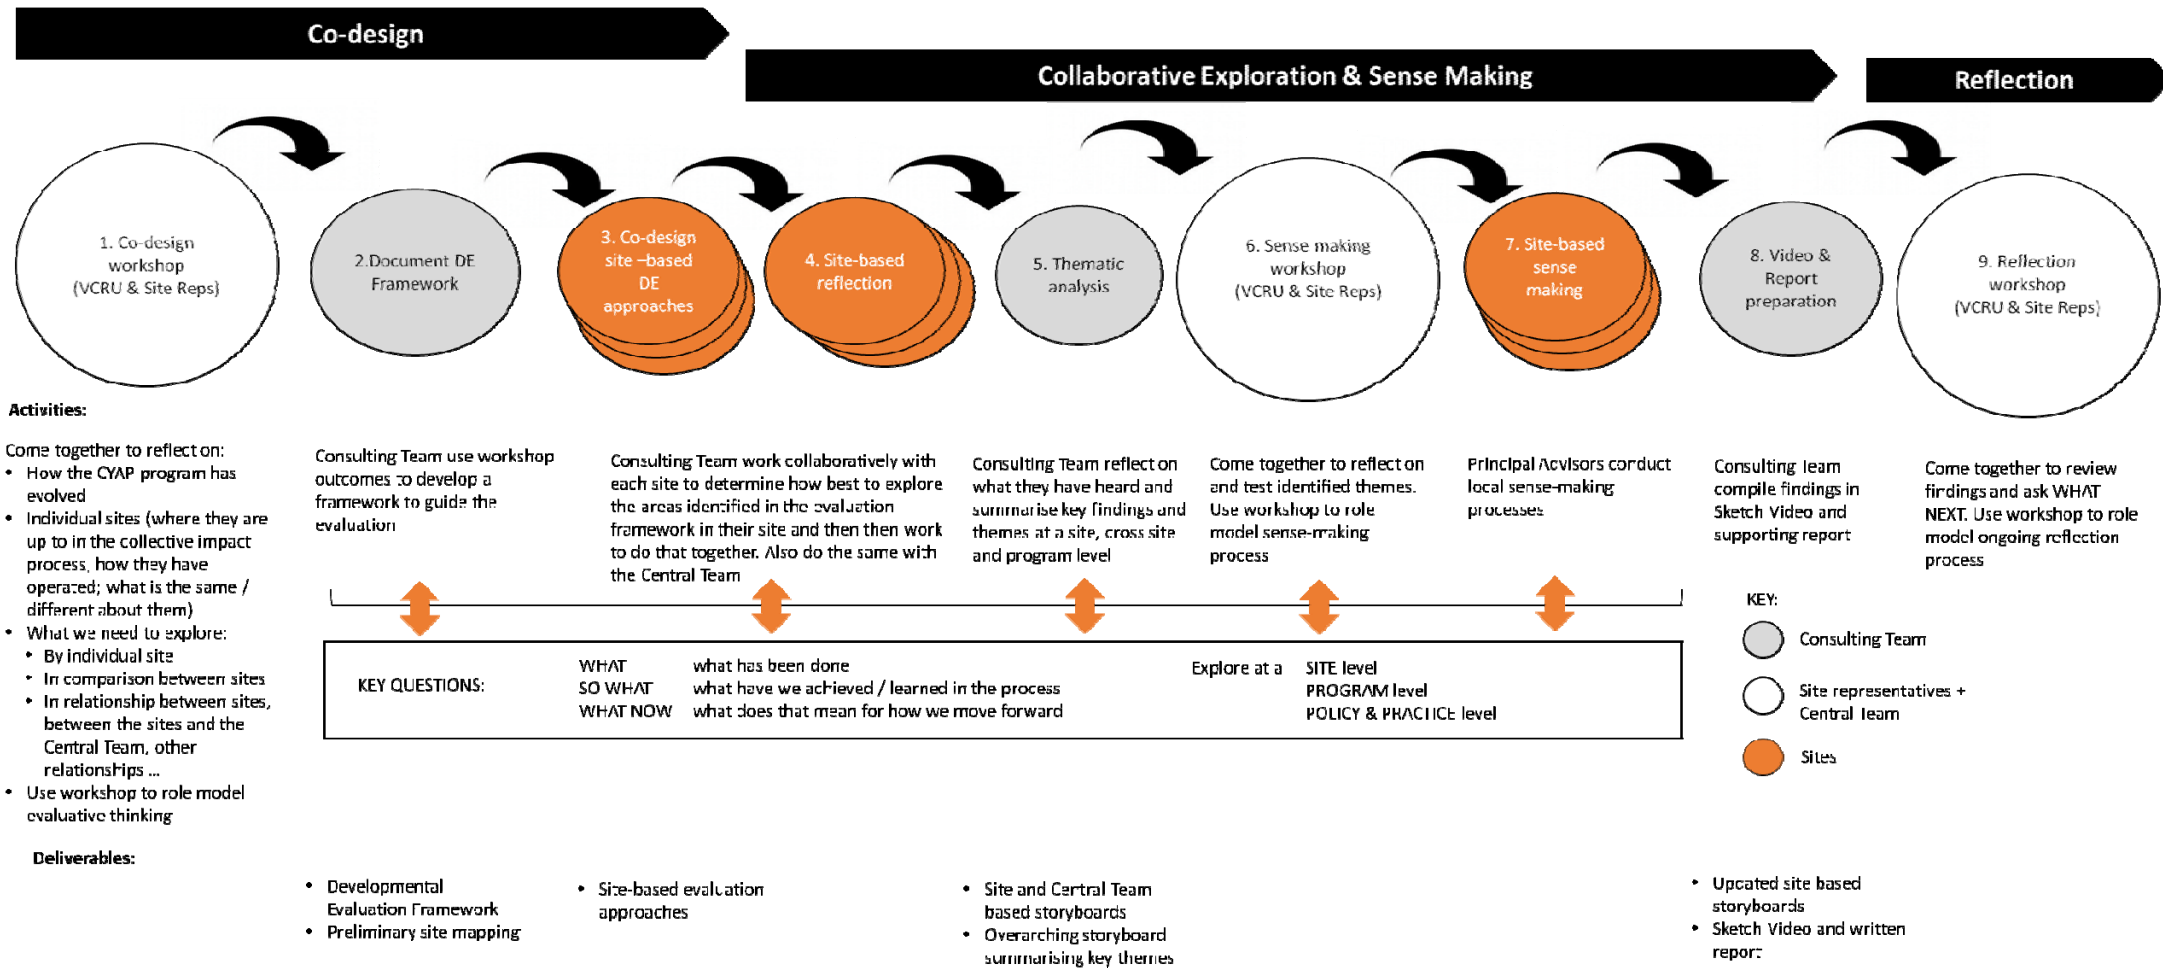 Co-design
Collaborative Exploration & Sense Making
Reflection
1. Co-design
workshop
(VCRU & Site Reps)
2.Document DE
Framework
3. Co-design
site –based
DE
approaches
4. Site-based
reflection
5. Thematic
analysis
6. Sense making
workshop
(VCRU & Site Reps)
7. Site-based
sense
making
8. Video &
Report
preparation
9. Reflection
workshop
(VCRU & Site Reps)
Activities:
Come together to reflect on:
• How the CYAP program has
evolved
• Individual sites (where they are
up to in the collective impact
process, how they have
operated; what is the same /
different about them)
• What we need to explore:
• By individual site
• In comparison between sites
• In relationship between sites,
between the sites and the
Central Team, other
relationships ...
• Use workshop to role model
evaluative thinking
Consulting Team use workshop
outcomes to develop a
framework to guide the
evaluation
Consulting Team work collaboratively with
each site to determine how best to explore
the areas identified in the evaluation
framework in their site and then then work
to do that together. Also do the same with
the Central Team
Consulting Team reflect on
what they have heard and
summarise key findings and
themes at a site, cross site
and program level
Come together to reflect on
and test identified themes.
Use workshop to role
model sense-making
process
Principal Advisors conduct
local sense-making
processes
Consulting Team
compile findings in
Sketch Video and
supporting report
Come together to review
findings and ask WHAT
NEXT. Use workshop to role
model ongoing reflection
process
KEY QUESTIONS:
WHAT what has been done
SO WHAT what have we achieved / learned in the process
WHAT NOW what does that mean for how we move forward
Explore at a SITE level
PROGRAM level
POLICY & PRACTICE level
KEY:
Consulting Team
Site representatives +
Central Team
Sites
Deliverables:
• Developmental
Evaluation Framework
• Preliminary site mapping
• Site-based evaluation
approaches
• Site and Central Team
based storyboards
• Overarching storyboard
summarising key themes
• Updated site based
storyboards
• Sketch Video and written
report